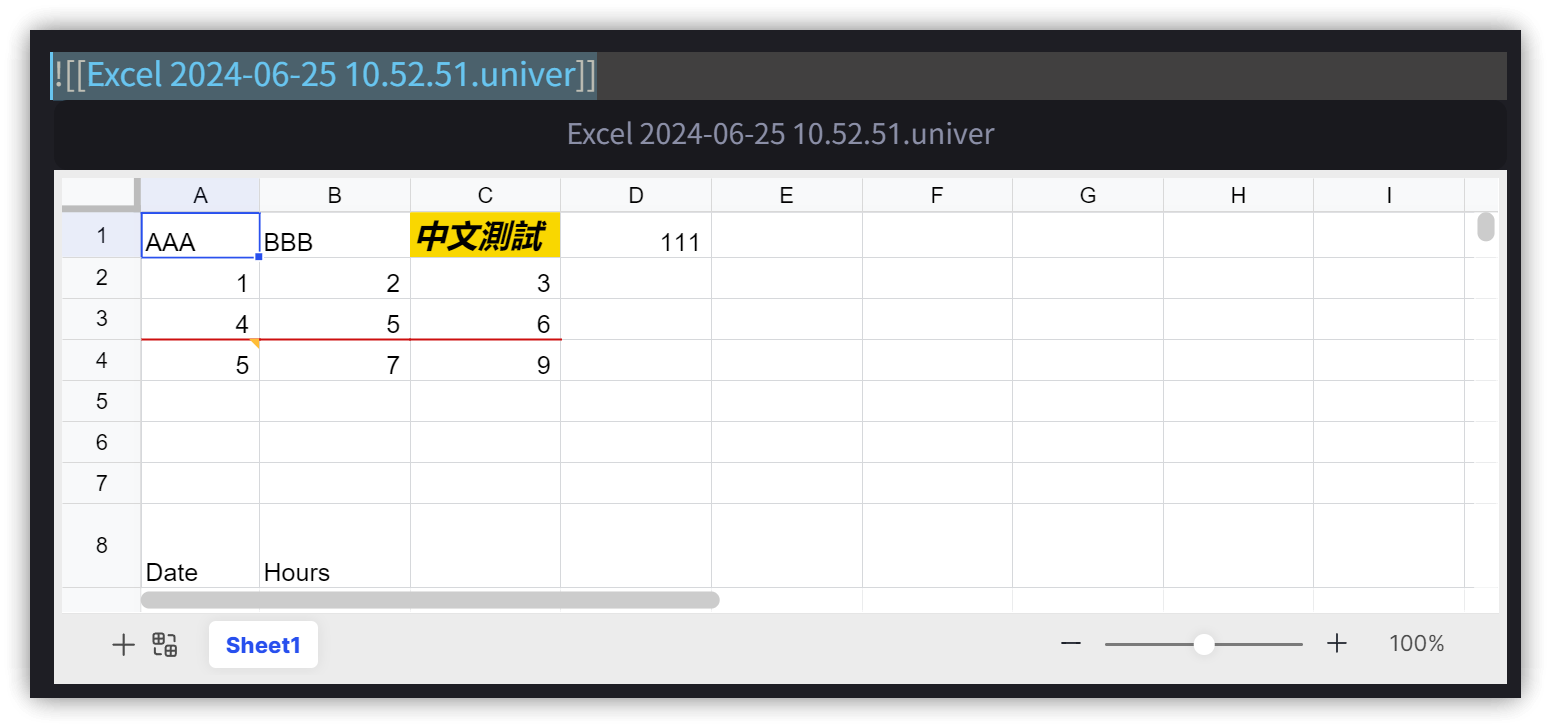 ![[Excel 2024-06-25 10.52.51.univer]]
Excel 2024-06-25 10.52.51.univer
A B C D E F G H I
1 AAA BBB 中文測試 111
2 1 2 3
3 4 5 6
4 5 7 9
5
6
7
8 Date Hours
Sheet1 100%